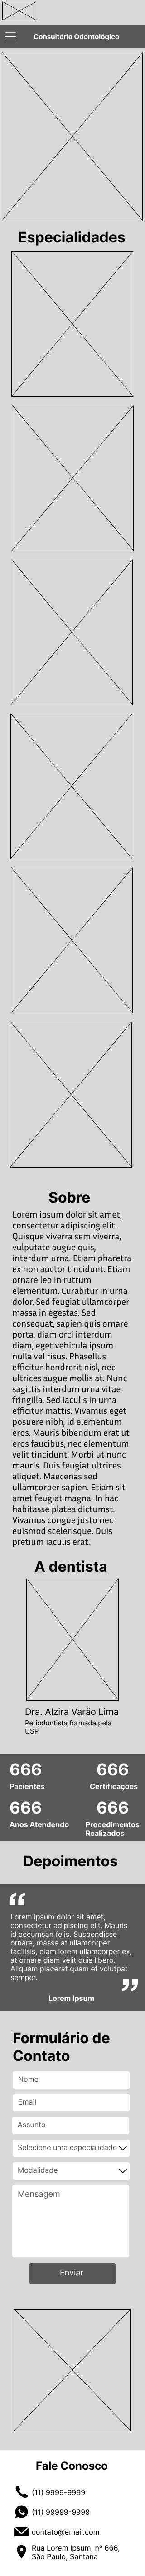 Consultório Odontológico
Especialidades
Sobre
Lorem ipsum dolor sit amet,
consectetur adipiscing elit.
Quisque viverra sem viverra,
vulputate augue quis,
interdum urna. Etiam pharetra
ex non auctor tincidunt. Etiam
ornare leo in rutrum
elementum. Curabitur in urna
dolor. Sed feugiat ullamcorper
massa in egestas. Sed
consequat, sapien quis ornare
porta, diam orci interdum
diam, eget vehicula ipsum
nulla vel risus. Phasellus
efficitur hendrerit nisl, nec
ultrices augue mollis at. Nunc
sagittis interdum urna vitae
fringilla. Sed iaculis in urna
efficitur mattis. Vivamus eget
posuere nibh, id elementum
eros. Mauris bibendum erat ut
eros faucibus, nec elementum
velit tincidunt. Morbi ut nunc
mauris. Duis feugiat ultrices
aliquet. Maecenas sed
ullamcorper sapien. Etiam sit
amet feugiat magna. In hac
habitasse platea dictumst.
Vivamus congue justo nec
euismod scelerisque. Duis
pretium iaculis erat.
A dentista
Dra. Alzira Varão Lima
Periodontista formada pela
USP
666
Pacientes
666
Certificações
666
Anos Atendendo
666
Procedimentos
Realizados
Depoimentos
“
Lorem ipsum dolor sit amet,
consectetur adipiscing elit. Mauris
id accumsan felis. Suspendisse
ornare, massa at ullamcorper
facilisis, diam lorem ullamcorper ex,
at ornare diam velit quis libero.
Aliquam placerat quam et volutpat
semper.
”
Lorem Ipsum
Formulário de
Contato
Nome
Email
Assunto
Selecione uma especialidade
Modalidade
Mensagem
Enviar
Fale Conosco
(11) 9999-9999
(11) 99999-9999
contato@email.com
Rua Lorem Ipsum, nº 666,
São Paulo, Santana